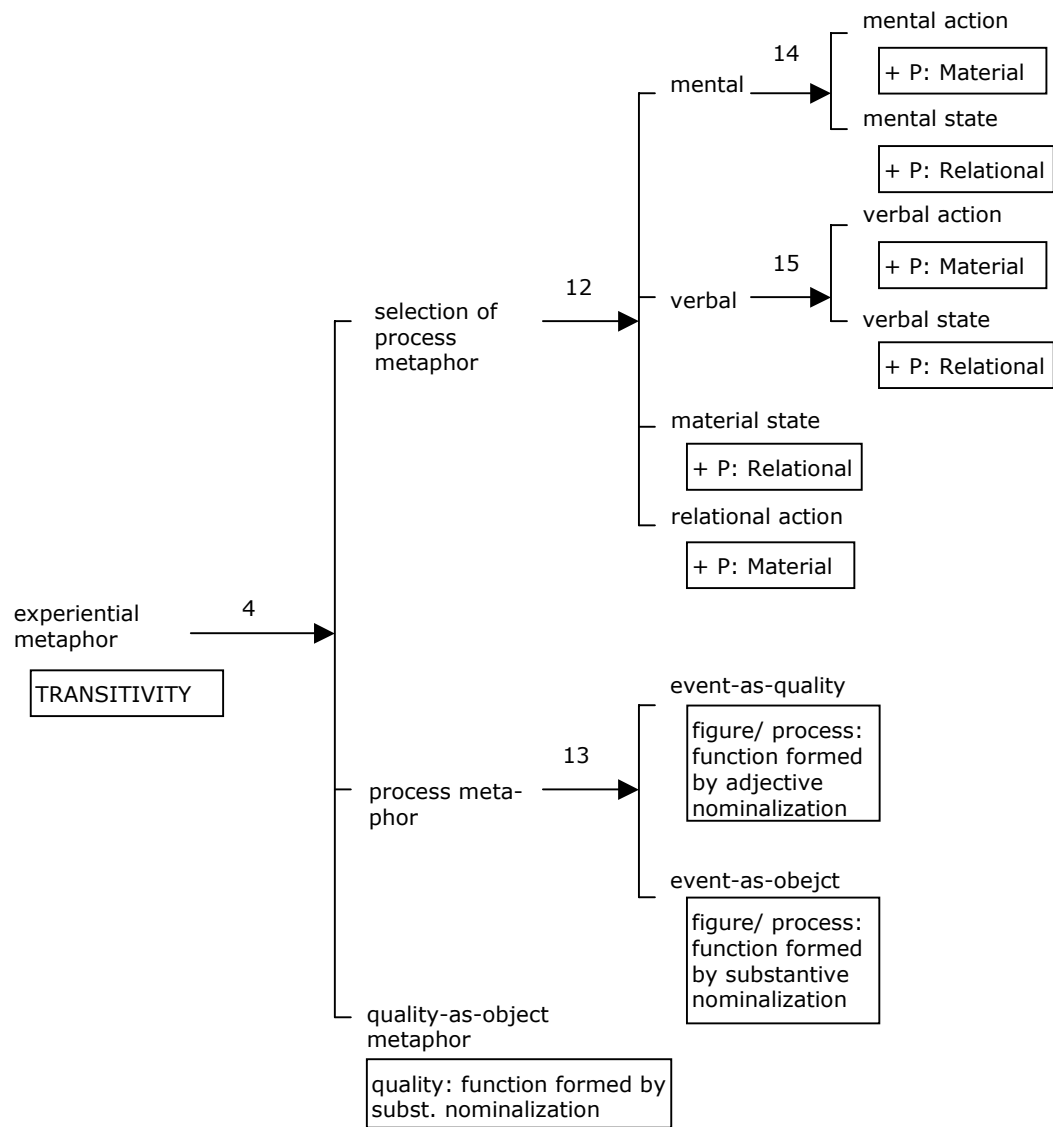 mental action
14
+ P: Material
mental
mental state
+ P: Relational
verbal action
15
+ P: Material
12
verbal
selection of
process
metaphor
verbal state
+ P: Relational
material state
+ P: Relational
relational action
+ P: Material
4
experiential
metaphor
TRANSITIVITY
event-as-quality
figure/ process:
function formed
by adjective
nominalization
13
process meta-
phor
event-as-obejct
figure/ process:
function formed
by substantive
nominalization
quality-as-object
metaphor
quality: function formed by
subst. nominalization